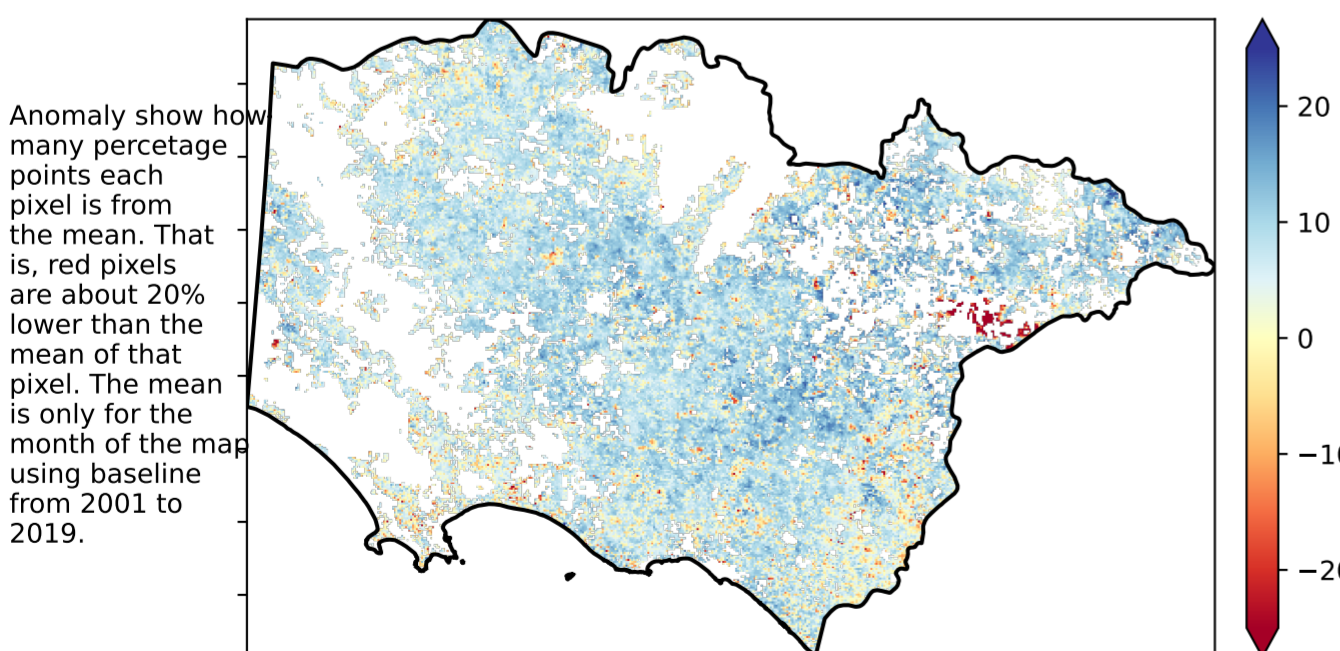 Anomaly show how
many percetage
points each
pixel is from
the mean. That
is, red pixels
are about 20%
lower than the
mean of that
pixel. The mean
is only for the
month of the map
using baseline
from 2001 to
2019.
20
10
0
−10
−20